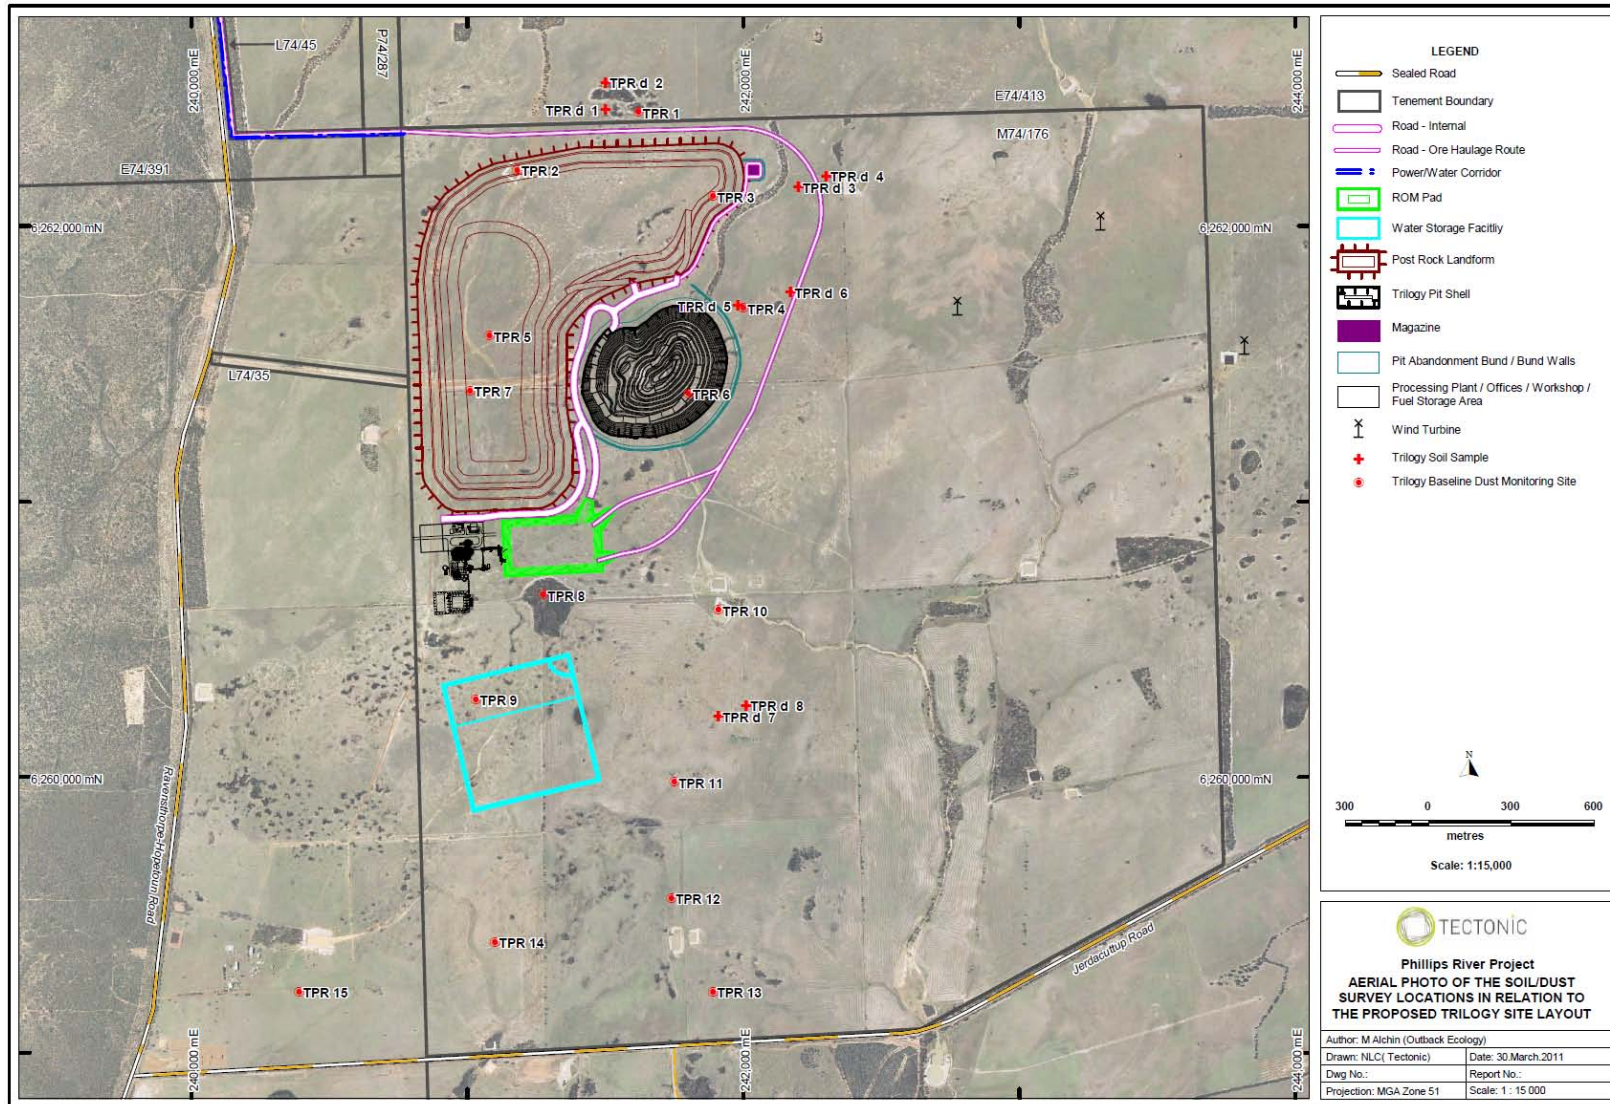 240,000 mE
242,000 mE
244,000 mE
L74/45
P74/287
E74/413
M74/176
E74/391
TPR d 2
TPR d 1
TPR 1
TPR 2
TPR 3
TPR d 4
TPR d 3
6,262,000 mN
6,262,000 mN
TPR d 6
TPR d 5
TPR 4
TPR 5
L74/35
TPR 7
TPR 6
TPR 8
TPR 10
TPR 9
TPR d 8
TPR d 7
6,260,000 mN
6,260,000 mN
TPR 11
Ravensthorpe-Hopetoun Road
TPR 12
TPR 14
Jerdacuttup Road
TPR 15
TPR 13
240,000 mE
242,000 mE
244,000 mE
LEGEND
Sealed Road
Tenement Boundary
Road - Internal
Road - Ore Haulage Route
Power/Water Corridor
ROM Pad
Water Storage Facitliy
Post Rock Landform
Trilogy Pit Shell
Magazine
Pit Abandonment Bund / Bund Walls
Processing Plant / Offices / Workshop /
Fuel Storage Area
Wind Turbine
Trilogy Soil Sample
Trilogy Baseline Dust Monitoring Site
N
300 0 300 600
metres
Scale: 1:15,000
TECTONIC
Phillips River Project
AERIAL PHOTO OF THE SOIL/DUST
SURVEY LOCATIONS IN RELATION TO
THE PROPOSED TRILOGY SITE LAYOUT
Author: M Alchin (Outback Ecology)
Drawn: NLC( Tectonic) Date: 30.March.2011
Dwg No.: Report No.:
Projection: MGA Zone 51 Scale: 1 : 15 000